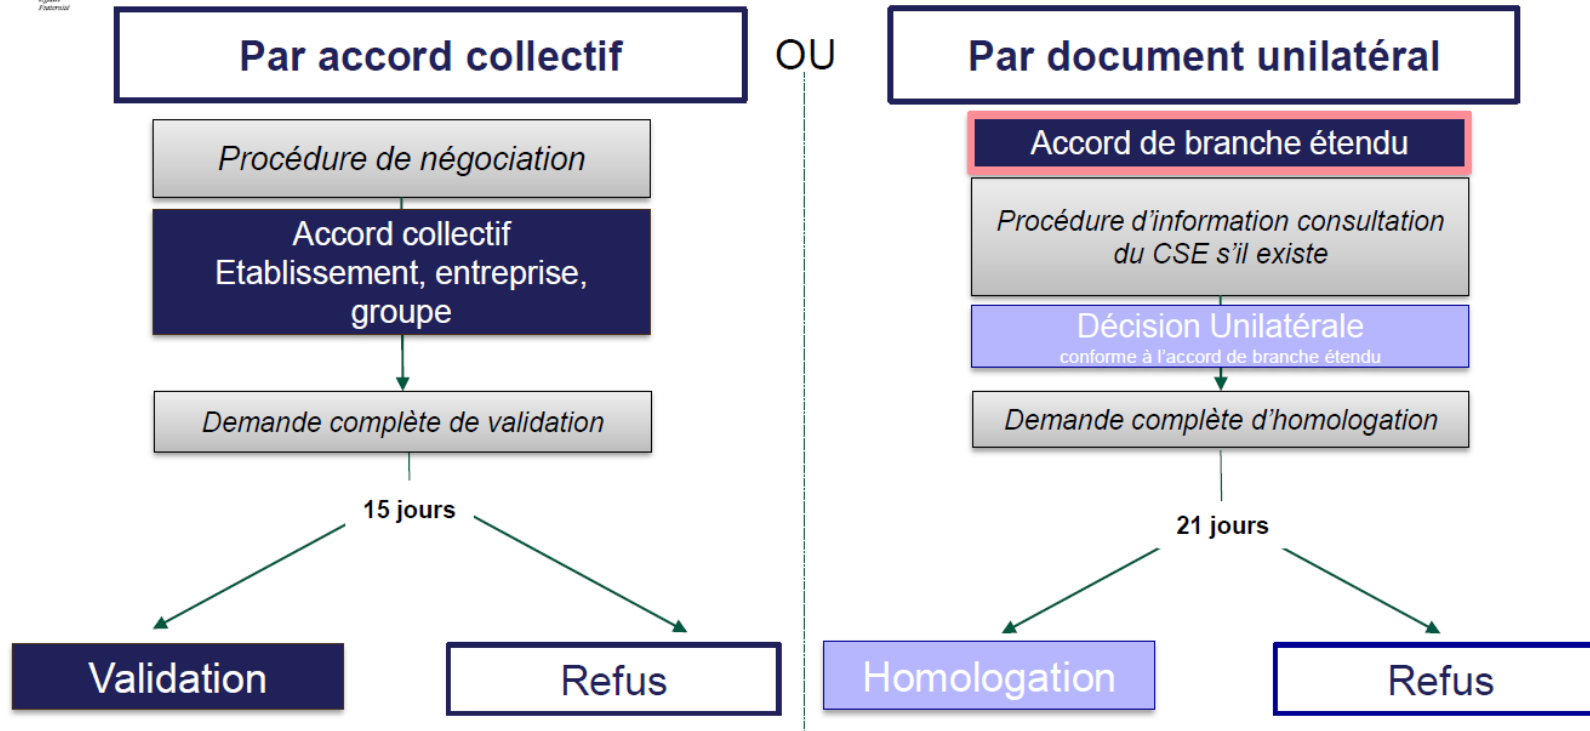 Fraternité
Par accord collectif
OU
Par document unilatéral
Procédure de négociation
Accord collectif
Etablissement, entreprise,
groupe
Demande complète de validation
15 jours
Validation
Refus
Accord de branche étendu
Procédure d'information consultation
du CSE s'il existe
Décision Unilatérale
conforme à l'accord de branche étendu
Demande complète d'homologation
21 jours
Homologation
Refus